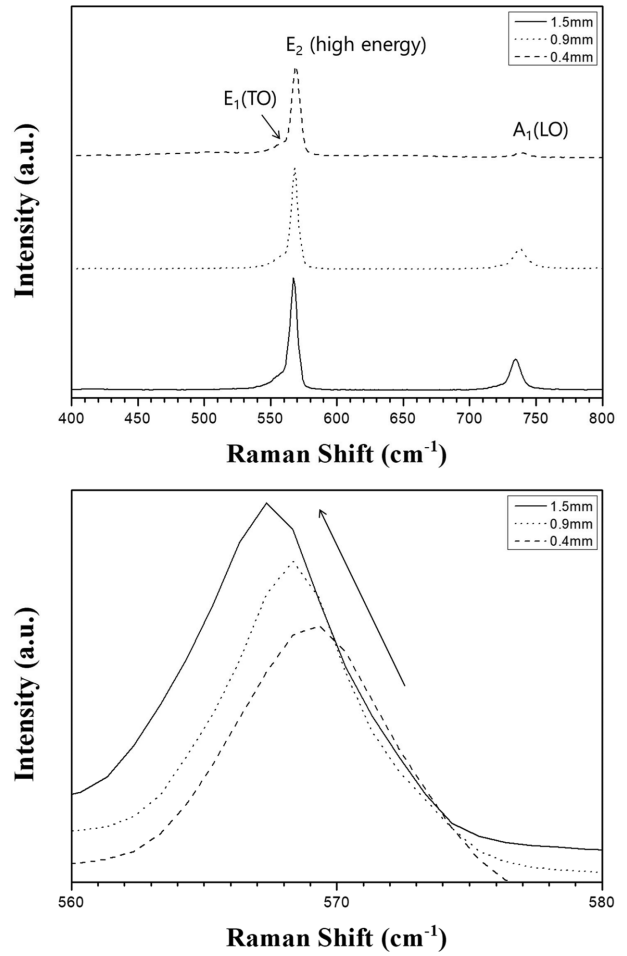 1.5mm
0.9mm
0.4mm
E₂ (high energy)
E₁(TO)
A₁(LO)
Intensity (a.u.)
400 450 500 550 600 650 700 750 800
Raman Shift (cm⁻¹)
1.5mm
0.9mm
0.4mm
Intensity (a.u.)
560 570 580
Raman Shift (cm⁻¹)